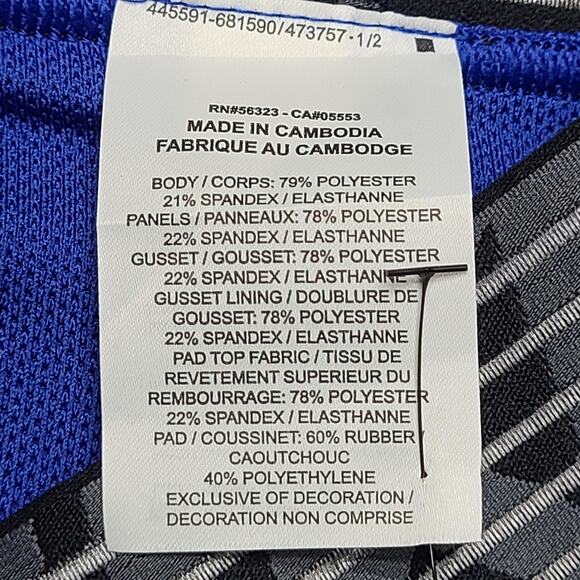 445591-681590/473757-1/2
RN#56323 - CA#05553
MADE IN CAMBODIA
FABRIQUE AU CAMBODGE
BODY / CORPS: 79% POLYESTER
21% SPANDEX / ELASTHANNE
PANELS / PANNEAUX: 78% POLYESTER
22% SPANDEX / ELASTHANNE
GUSSET / GOUSSET: 78% POLYESTER
22% SPANDEX / ELASTHANNE
GUSSET LINING / DOUBLURE DE
GOUSSET: 78% POLYESTER
22% SPANDEX / ELASTHANNE
PAD TOP FABRIC / TISSU DE
REVETEMENT SUPERIEUR DU
REMBOURRAGE: 78% POLYESTER
22% SPANDEX / ELASTHANNE
PAD / COUSSINET: 60% RUBBER /
CAOUTCHOUC
40% POLYETHYLENE
EXCLUSIVE OF DECORATION /
DECORATION NON COMPRISE